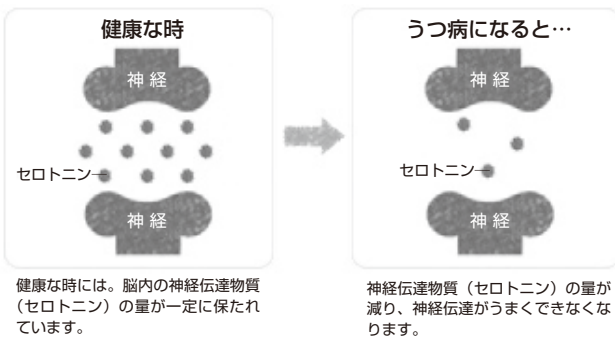 健康な時
神 経
セロトニン
神 経
健康な時には。脳内の神経伝達物質
(セロトニン)の量が一定に保たれ
ています。
うつ病になると…
神 経
セロトニン
神 経
神経伝達物質(セロトニン)の量が
減り、神経伝達がうまくできなくな
ります。